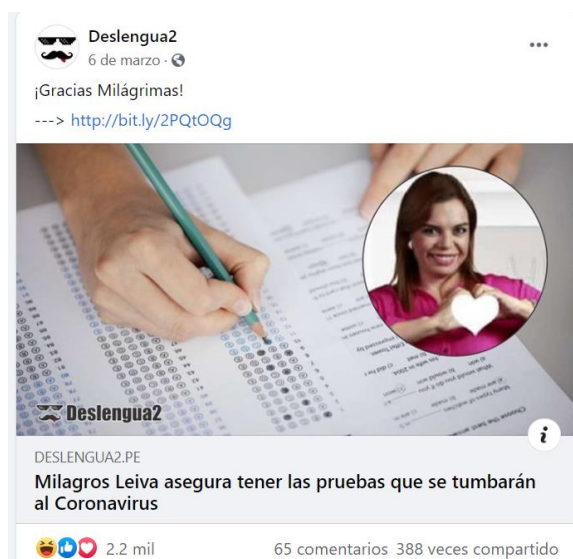 Deslengua2
6 de marzo
¡Gracias Milágrimas!
---> http://bit.ly/2PQtOQg
Deslengua2
i
DESLENGUA2.PE
Milagros Leiva asegura tener las pruebas que se tumbarán
al Coronavirus
2.2 mil 65 comentarios 388 veces compartido